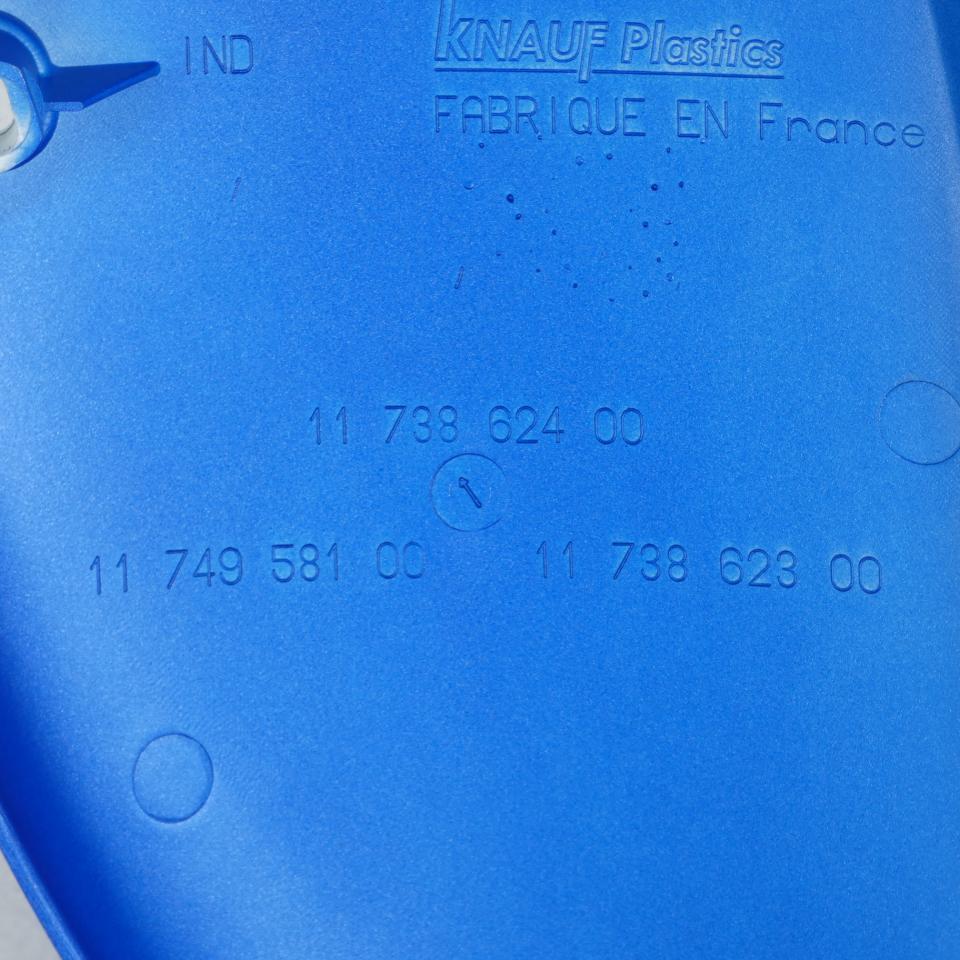 IND
KNAUF Plastics
FABRIQUE EN France
11 738 624 00
11 749 581 00
11 738 623 00